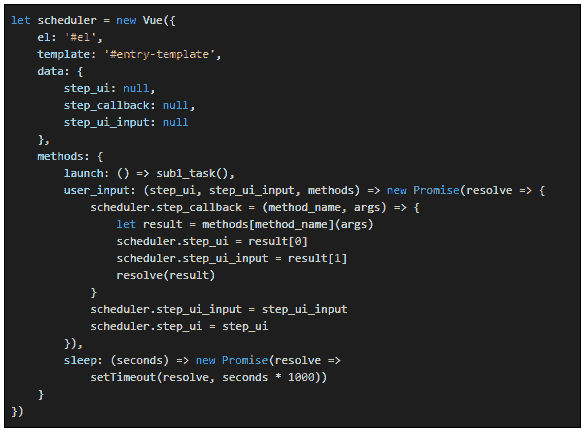 let scheduler = new Vue({
    el: '#el',
    template: '#entry-template',
    data: {
        step_ui: null,
        step_callback: null,
        step_ui_input: null
    },
    methods: {
        launch: () => sub1_task(),
        user_input: (step_ui, step_ui_input, methods) => new Promise(resolve => {
            scheduler.step_callback = (method_name, args) => {
                let result = methods[method_name](args)
                scheduler.step_ui = result[0]
                scheduler.step_ui_input = result[1]
                resolve(result)
            }
            scheduler.step_ui_input = step_ui_input
            scheduler.step_ui = step_ui
        }),
        sleep: (seconds) => new Promise(resolve =>
            setTimeout(resolve, seconds * 1000))
    }
})